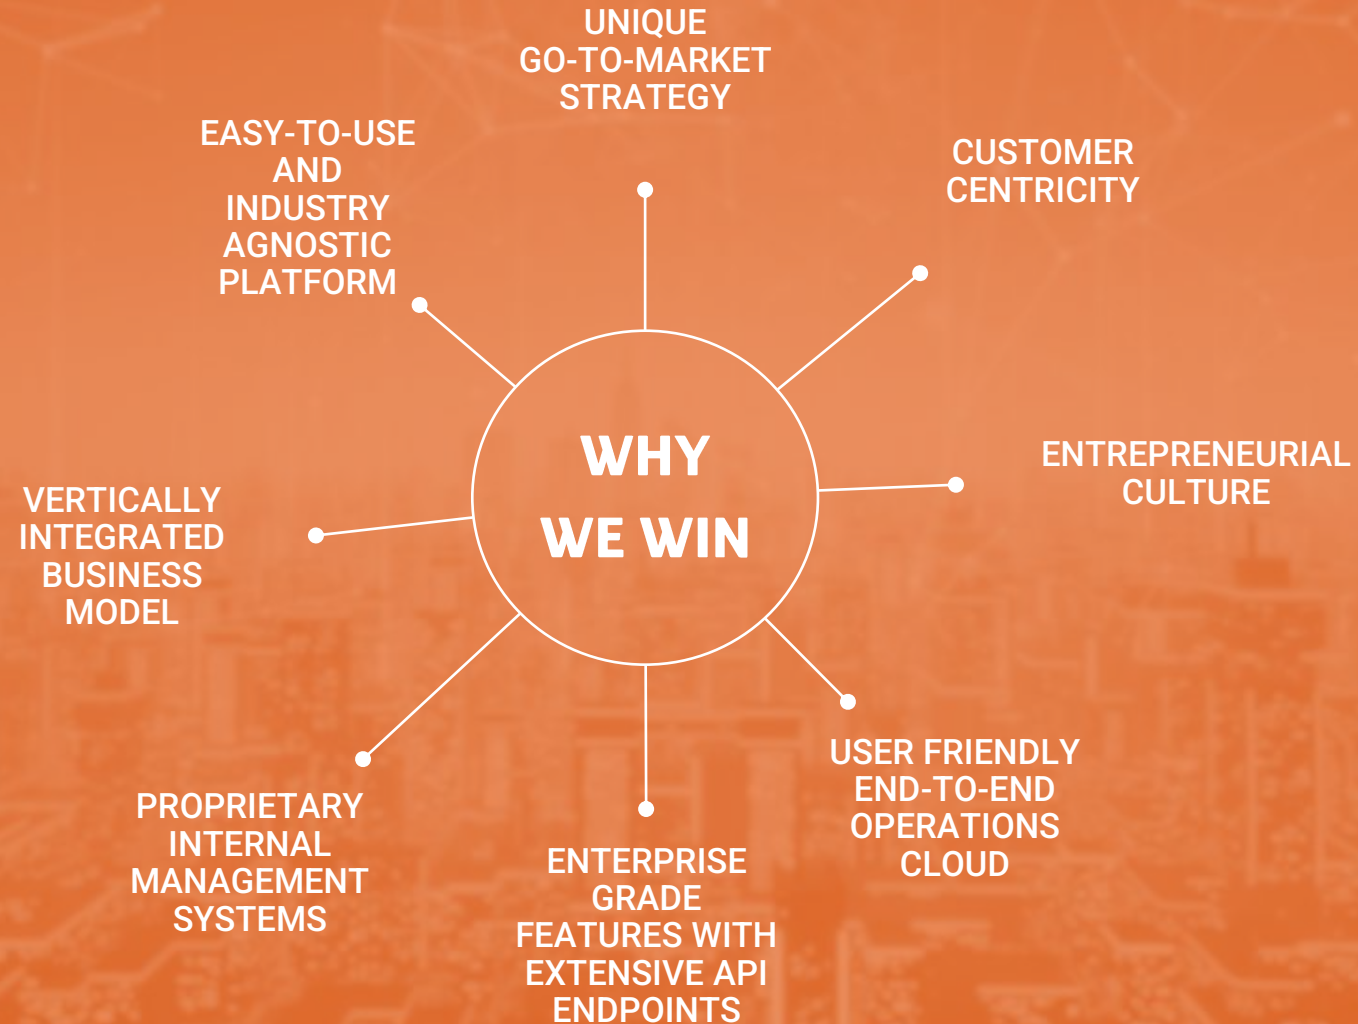 UNIQUE
GO-TO-MARKET
STRATEGY
EASY-TO-USE
AND
INDUSTRY
AGNOSTIC
PLATFORM
CUSTOMER
CENTRICITY
WHY
WE WIN
ENTREPRENEURIAL
CULTURE
VERTICALLY
INTEGRATED
BUSINESS
MODEL
USER FRIENDLY
END-TO-END
OPERATIONS
CLOUD
PROPRIETARY
INTERNAL
MANAGEMENT
SYSTEMS
ENTERPRISE
GRADE
FEATURES WITH
EXTENSIVE API
ENDPOINTS